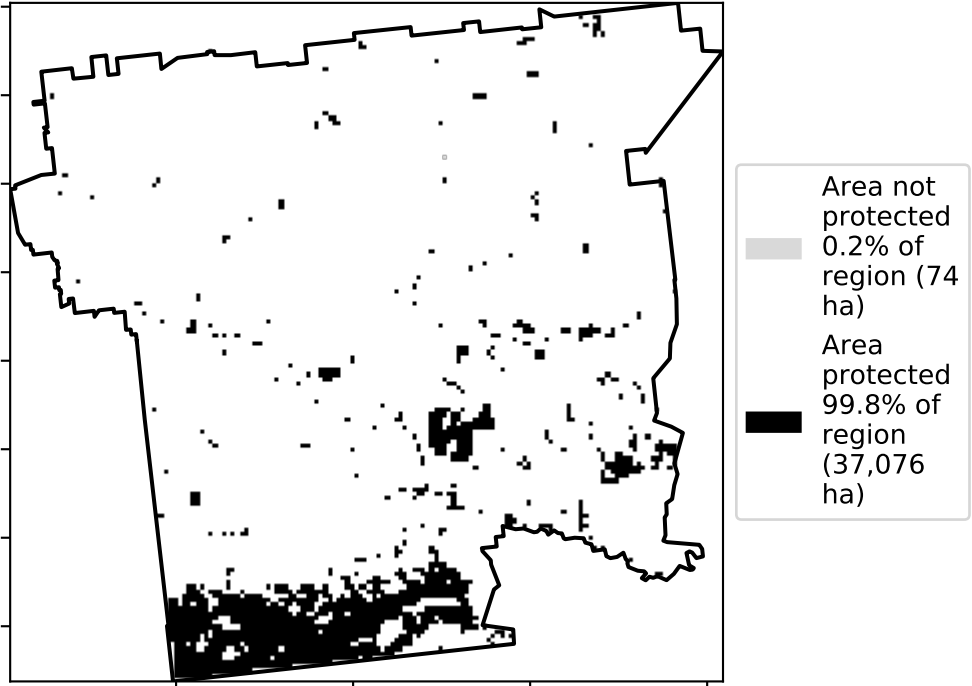 Area not
protected
0.2% of
region (74
ha)
Area
protected
99.8% of
region
(37,076
ha)